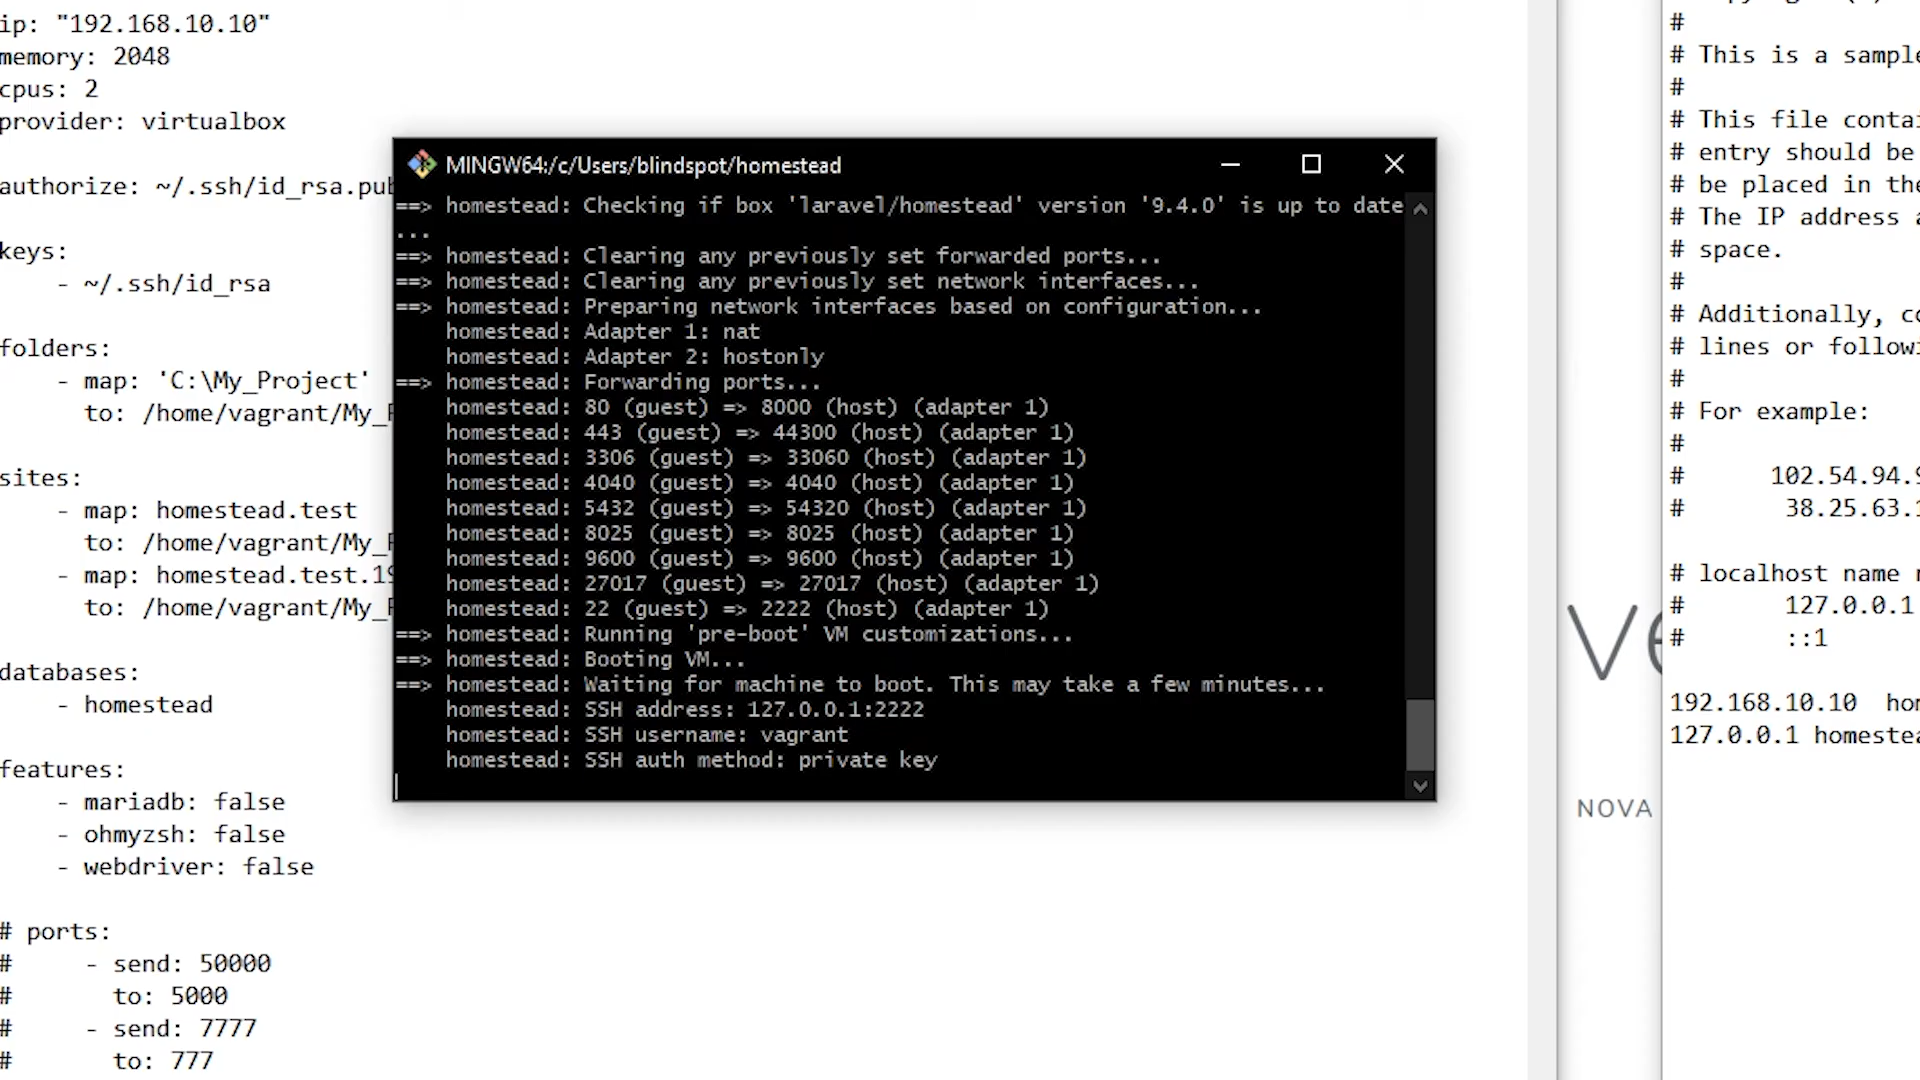 ip: "192.168.10.10"
memory: 2048
cpus: 2
provider: virtualbox
authorize: ~/.ssh/id_rsa.pub
keys:
- ~/.ssh/id_rsa
folders:
- map: 'C:\My_Project'
to: /home/vagrant/My_
sites:
- map: homestead.test
to: /home/vagrant/My_
- map: homestead.test.19
to: /home/vagrant/My_
databases:
- homestead
features:
- mariadb: false
- ohmyzsh: false
- webdriver: false
# ports:
#     - send: 50000
#       to: 5000
#     - send: 7777
#       to: 777
MINGW64:/c/Users/blindspot/homestead
==> homestead: Checking if box 'laravel/homestead' version '9.4.0' is up to date
...
==> homestead: Clearing any previously set forwarded ports...
==> homestead: Clearing any previously set network interfaces...
==> homestead: Preparing network interfaces based on configuration...
homestead: Adapter 1: nat
homestead: Adapter 2: hostonly
==> homestead: Forwarding ports...
homestead: 80 (guest) => 8000 (host) (adapter 1)
homestead: 443 (guest) => 44300 (host) (adapter 1)
homestead: 3306 (guest) => 33060 (host) (adapter 1)
homestead: 4040 (guest) => 4040 (host) (adapter 1)
homestead: 5432 (guest) => 54320 (host) (adapter 1)
homestead: 8025 (guest) => 8025 (host) (adapter 1)
homestead: 9600 (guest) => 9600 (host) (adapter 1)
homestead: 27017 (guest) => 27017 (host) (adapter 1)
homestead: 22 (guest) => 2222 (host) (adapter 1)
==> homestead: Running 'pre-boot' VM customizations...
==> homestead: Booting VM...
==> homestead: Waiting for machine to boot. This may take a few minutes...
homestead: SSH address: 127.0.0.1:2222
homestead: SSH username: vagrant
homestead: SSH auth method: private key
NOVA
#
# This is a sample
#
# This file contai
# entry should be
# be placed in the
# The IP address a
# space.
#
# Additionally, co
# lines or followi
#
# For example:
#
#      102.54.94.9
#       38.25.63.1
# localhost name r
#       127.0.0.1
#       ::1
192.168.10.10  hom
127.0.0.1 homestea